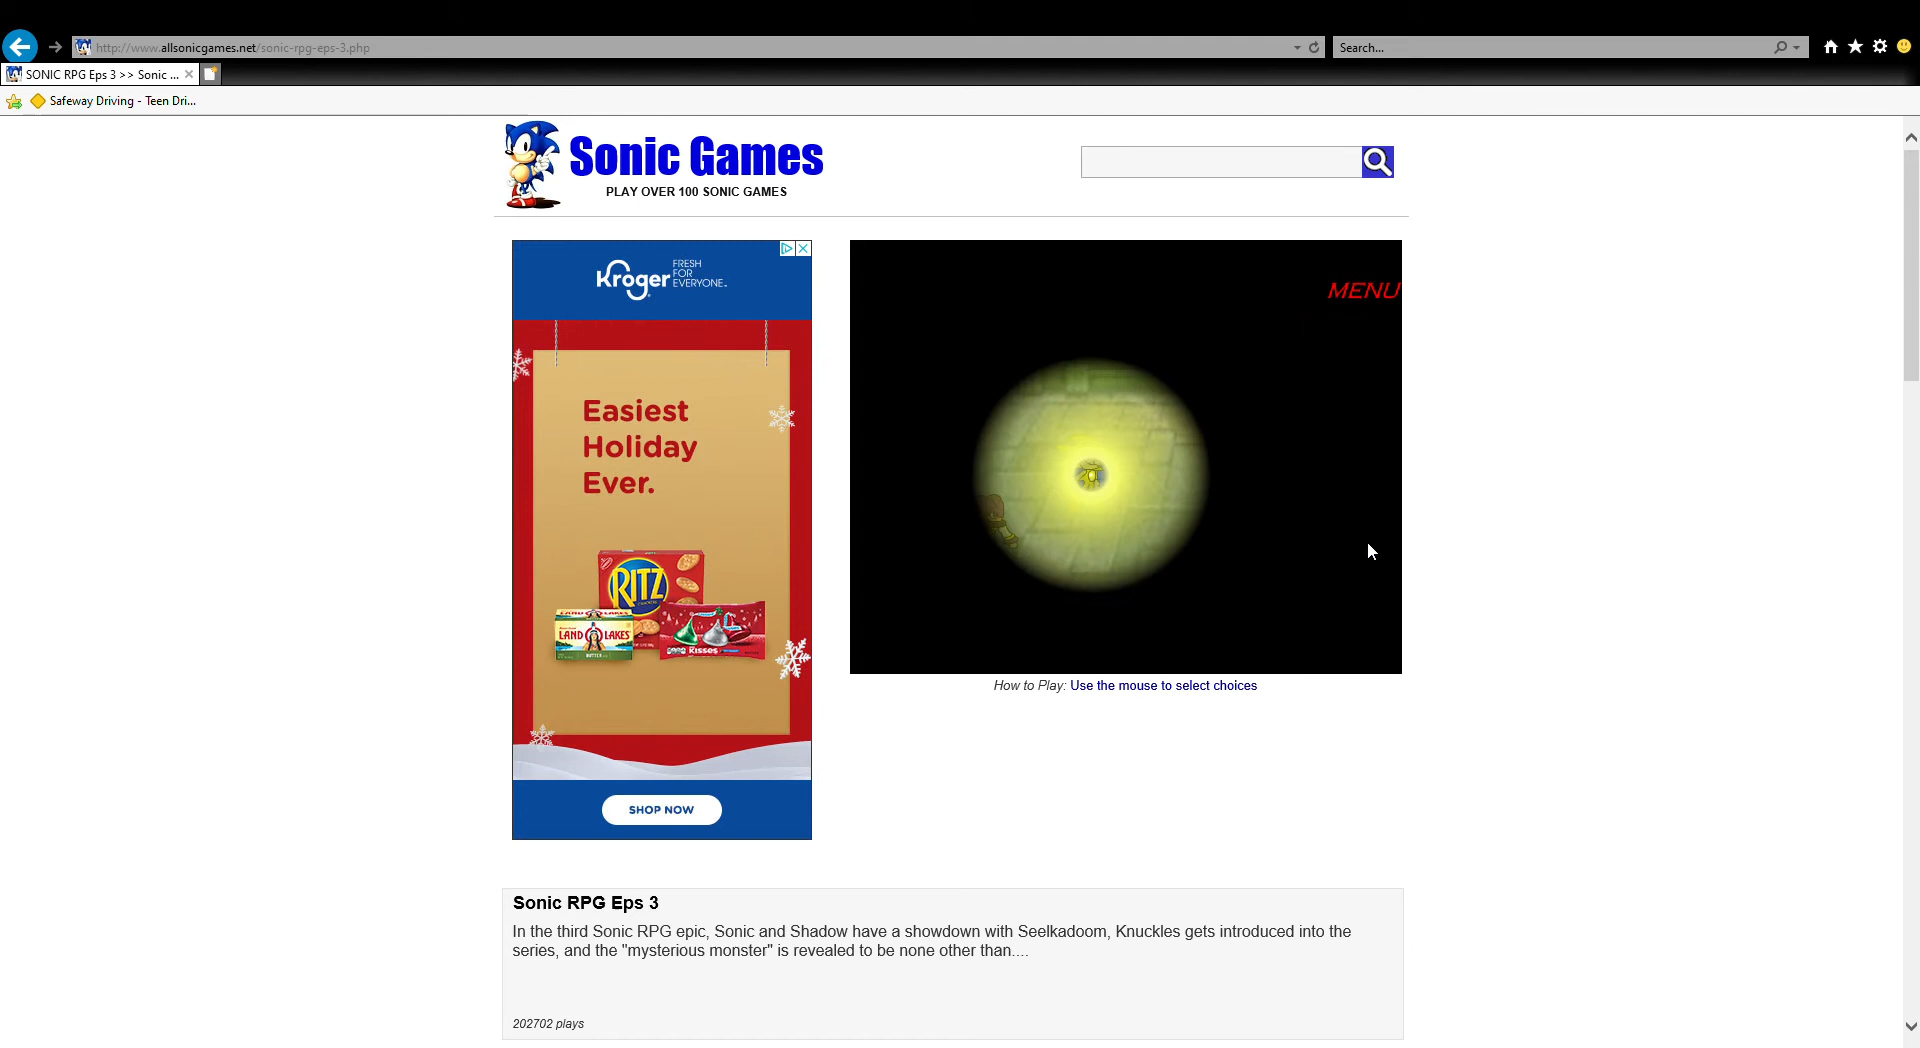 http://www.allsonicgames.net/sonic-rpg-eps-3.php
Search...
SONIC RPG Eps 3 >> Sonic ...
Safeway Driving - Teen Dri...
Sonic Games
PLAY OVER 100 SONIC GAMES
Kroger
FRESH
FOR
EVERYONE
Easiest
Holiday
Ever.
RITZ
LAND O LAKES
BUTTER
Kisses
SHOP NOW
MENU
How to Play: Use the mouse to select choices
Sonic RPG Eps 3
In the third Sonic RPG epic, Sonic and Shadow have a showdown with Seelkadoom, Knuckles gets introduced into the
series, and the "mysterious monster" is revealed to be none other than....
202702 plays